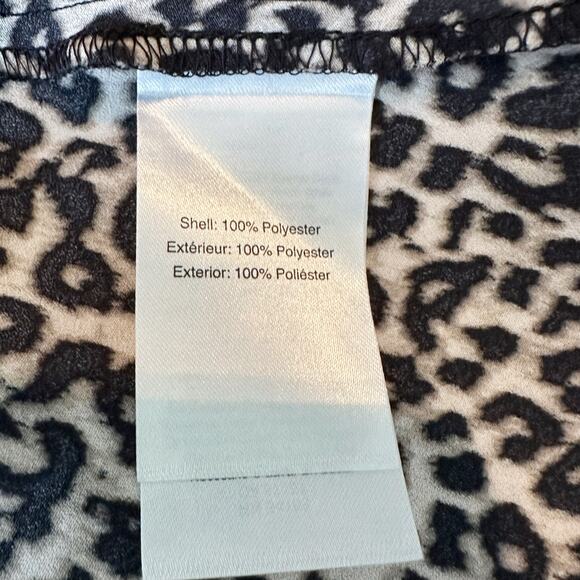 Shell: 100% Polyester
Extérieur: 100% Polyester
Exterior: 100% Poliéster